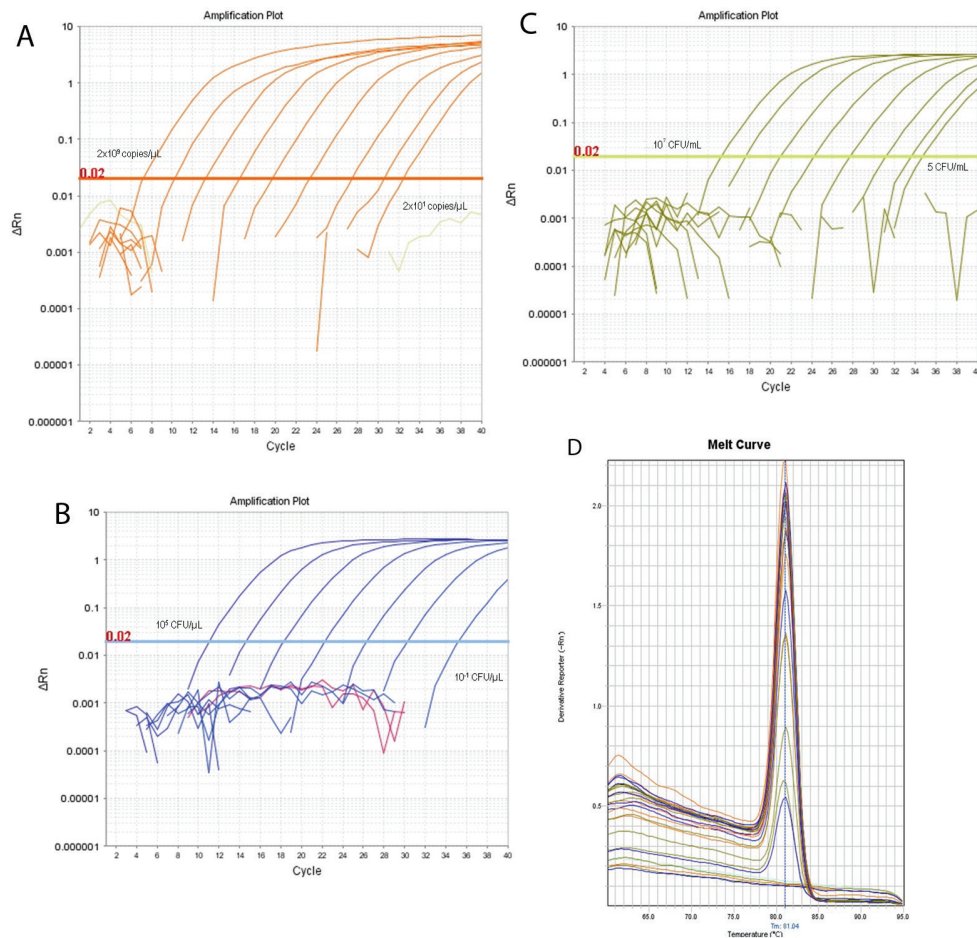 A
Amplification Plot
10
1
0.1
0.01
0.001
0.0001
0.00001
0.000001
ΔRn
0.02
2x10⁹ copies/µL
2x10¹ copies/µL
2 4 6 8 10 12 14 16 18 20 22 24 26 28 30 32 34 36 38 40
Cycle
C
Amplification Plot
10
1
0.1
0.01
0.001
0.0001
0.00001
0.000001
ΔRn
0.02
10⁷ CFU/mL
5 CFU/mL
2 4 6 8 10 12 14 16 18 20 22 24 26 28 30 32 34 36 38 40
Cycle
B
Amplification Plot
10
1
0.1
0.01
0.001
0.0001
0.00001
0.000001
ΔRn
0.02
10⁵ CFU/µL
10⁻¹ CFU/µL
2 4 6 8 10 12 14 16 18 20 22 24 26 28 30 32 34 36 38 40
Cycle
D
Melt Curve
2.0
1.5
1.0
0.5
Derivative Reporter (-Rn)
65.0 70.0 75.0 80.0 85.0 90.0 95.0
Tm: 81.04
Temperature (°C)